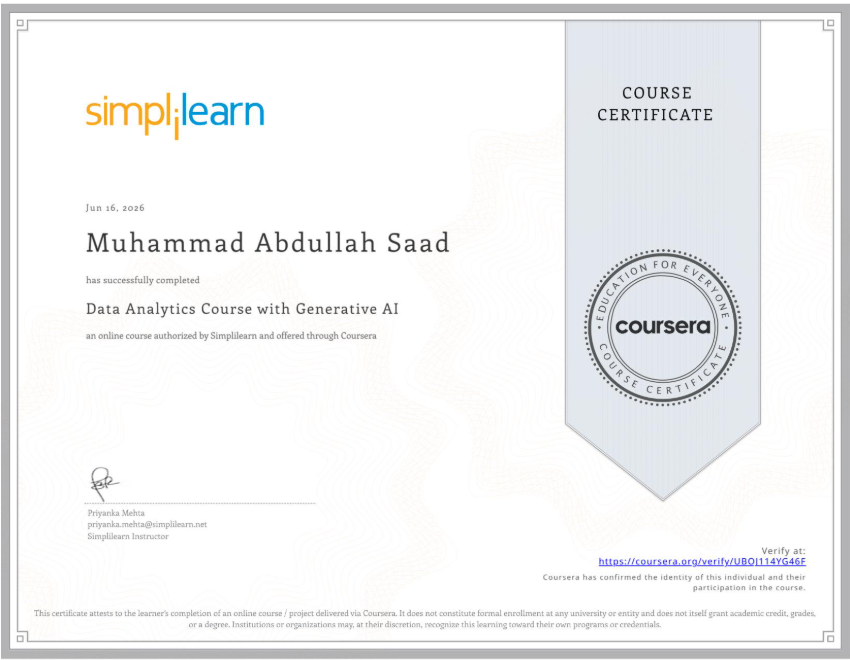 simplilearn
COURSE
CERTIFICATE
Jun 16, 2026
Muhammad Abdullah Saad
has successfully completed
Data Analytics Course with Generative AI
an online course authorized by Simplilearn and offered through Coursera
EDUCATION FOR EVERYONE
coursera
COURSE CERTIFICATE
Priyanka Mehta
priyanka.mehta@simplilearn.net
Simplilearn Instructor
Verify at:
https://coursera.org/verify/UBOJ114YG46F
Coursera has confirmed the identity of this individual and their
participation in the course.
This certificate attests to the learner's completion of an online course / project delivered via Coursera. It does not constitute formal enrollment at any university or entity and does not itself grant academic credit, grades,
or a degree. Institutions or organizations may, at their discretion, recognize this learning toward their own programs or credentials.